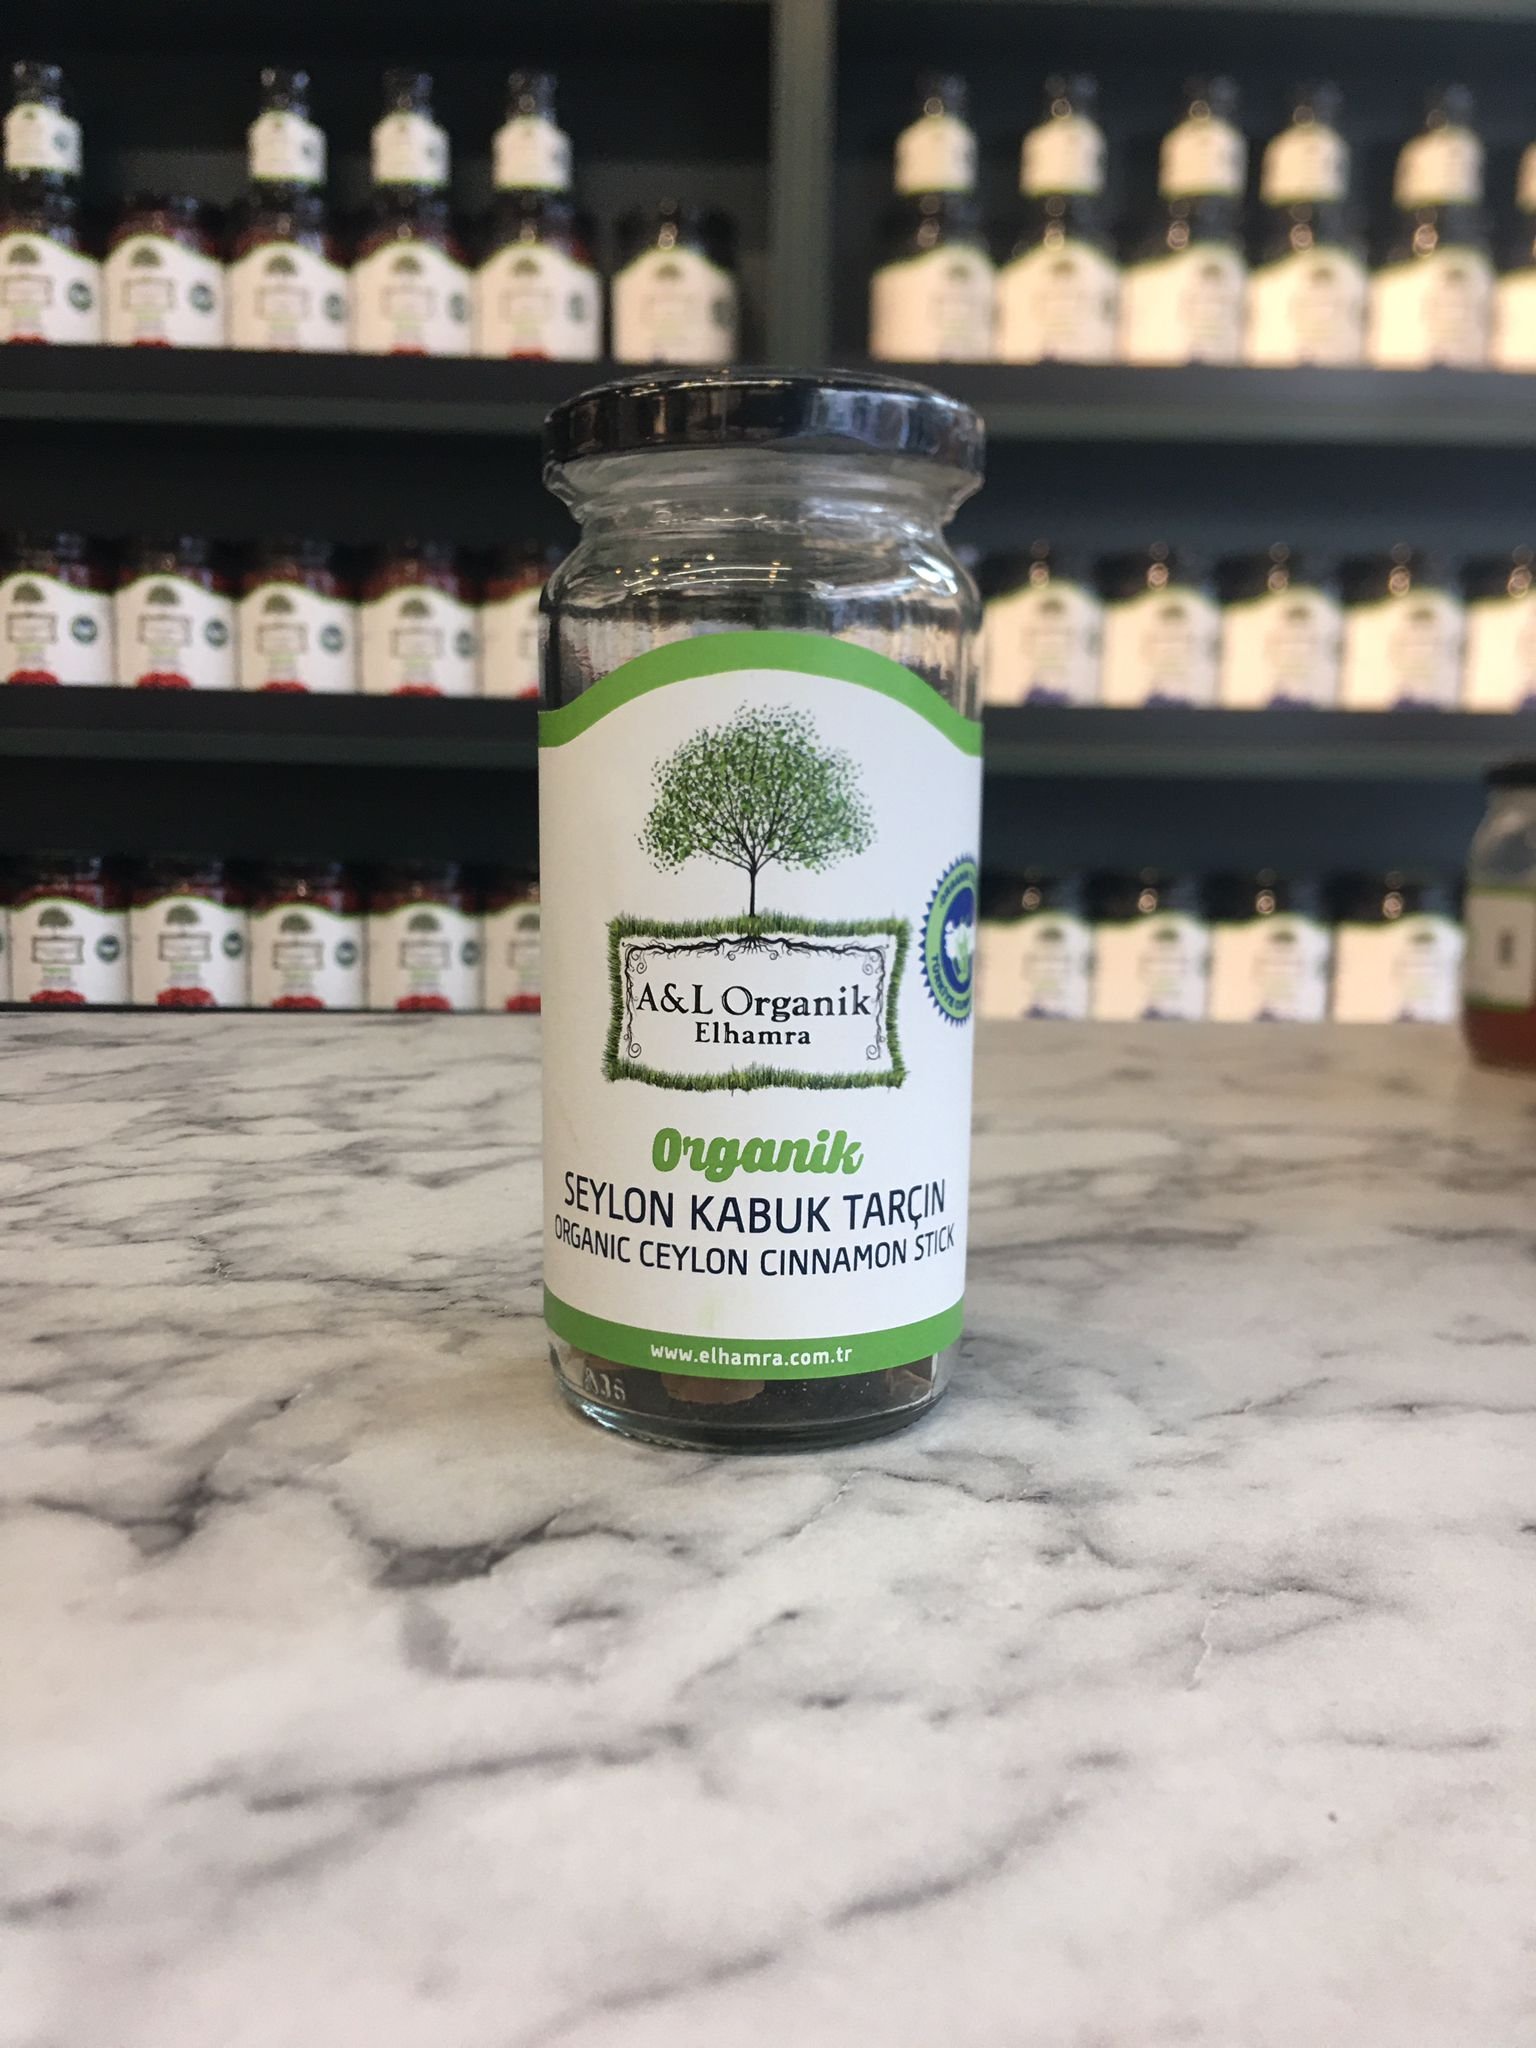 A&L Organik
Elhamra
Organik
SEYLON KABUK TARÇIN
ORGANIC CEYLON CINNAMON STICK
www.elhamra.com.tr